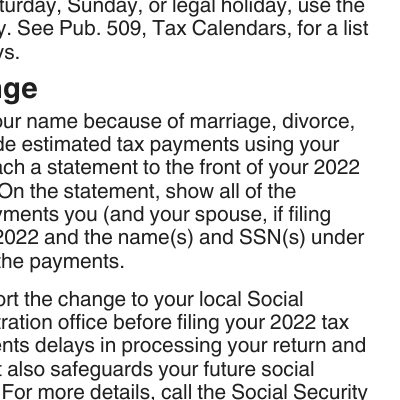 turday, Sunday, or legal holiday, use the
y. See Pub. 509, Tax Calendars, for a list
ys.
ge
our name because of marriage, divorce,
de estimated tax payments using your
ach a statement to the front of your 2022
On the statement, show all of the
yments you (and your spouse, if filing
2022 and the name(s) and SSN(s) under
the payments.
ort the change to your local Social
ration office before filing your 2022 tax
ents delays in processing your return and
t also safeguards your future social
For more details, call the Social Security